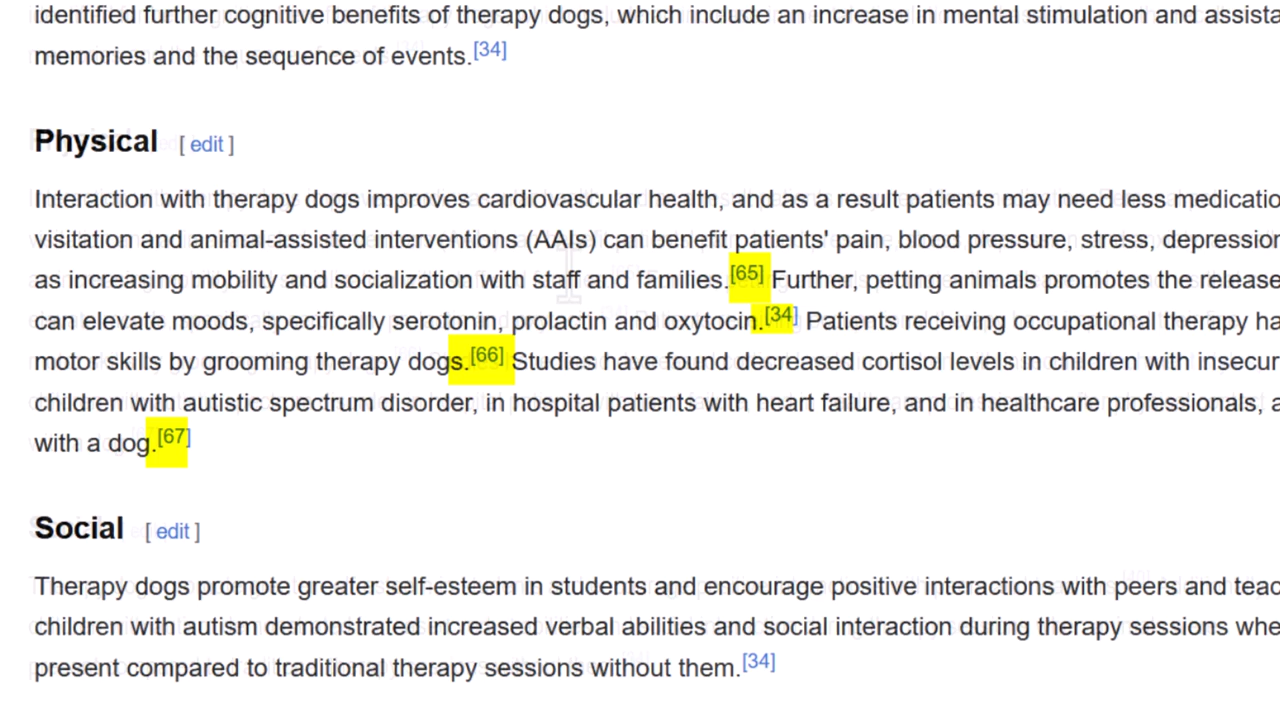 identified further cognitive benefits of therapy dogs, which include an increase in mental stimulation and
memories and the sequence of events.[34]
Physical [ edit ]
Interaction with therapy dogs improves cardiovascular health, and as a result patients may need less
visitation and animal-assisted interventions (AAIs) can benefit patients' pain, blood pressure, stress,
as increasing mobility and socialization with staff and families.[65] Further, petting animals promotes the release
can elevate moods, specifically serotonin, prolactin and oxytocin.[34] Patients receiving occupational therapy
motor skills by grooming therapy dogs.[66] Studies have found decreased cortisol levels in children with
children with autistic spectrum disorder, in hospital patients with heart failure, and in healthcare professionals,
with a dog.[67]
Social [ edit ]
Therapy dogs promote greater self-esteem in students and encourage positive interactions with peers and
children with autism demonstrated increased verbal abilities and social interaction during therapy sessions
present compared to traditional therapy sessions without them.[34]